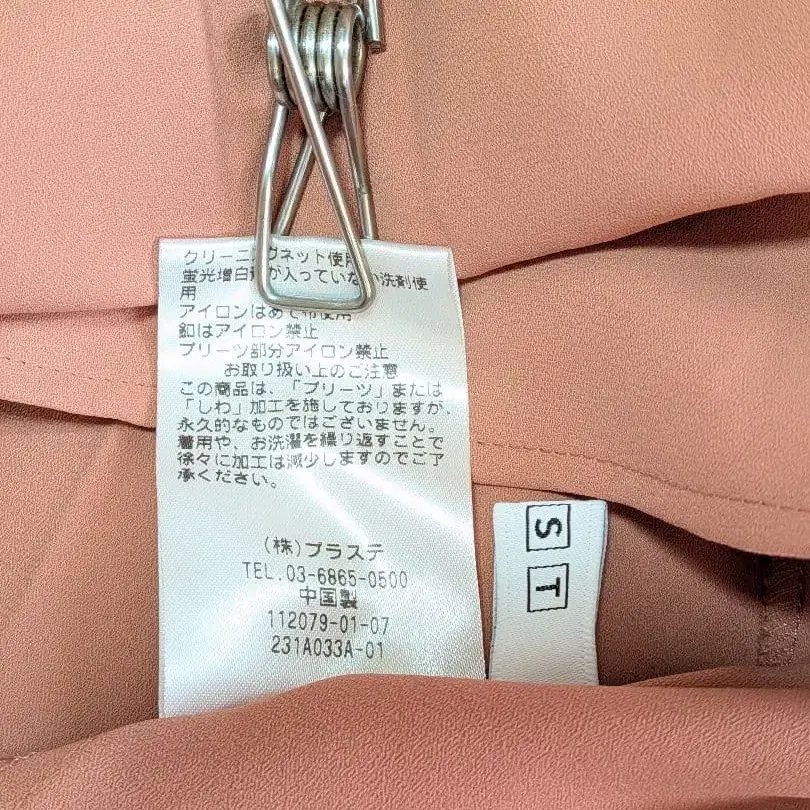 クリーニングネット使用
蛍光増白剤が入っていない洗剤使
用
アイロンはあて布使用
釦はアイロン禁止
プリーツ部分アイロン禁止
お取り扱い上のご注意
この商品は、「プリーツ」または
「しわ」加工を施しておりますが、
永久的なものではございません。
着用や、お洗濯を繰り返すことで
徐々に加工は減少しますのでご了
承ください。
(株)プラステ
TEL.03-6865-0500
中国製
112079-01-07
231A033A-01
S
T